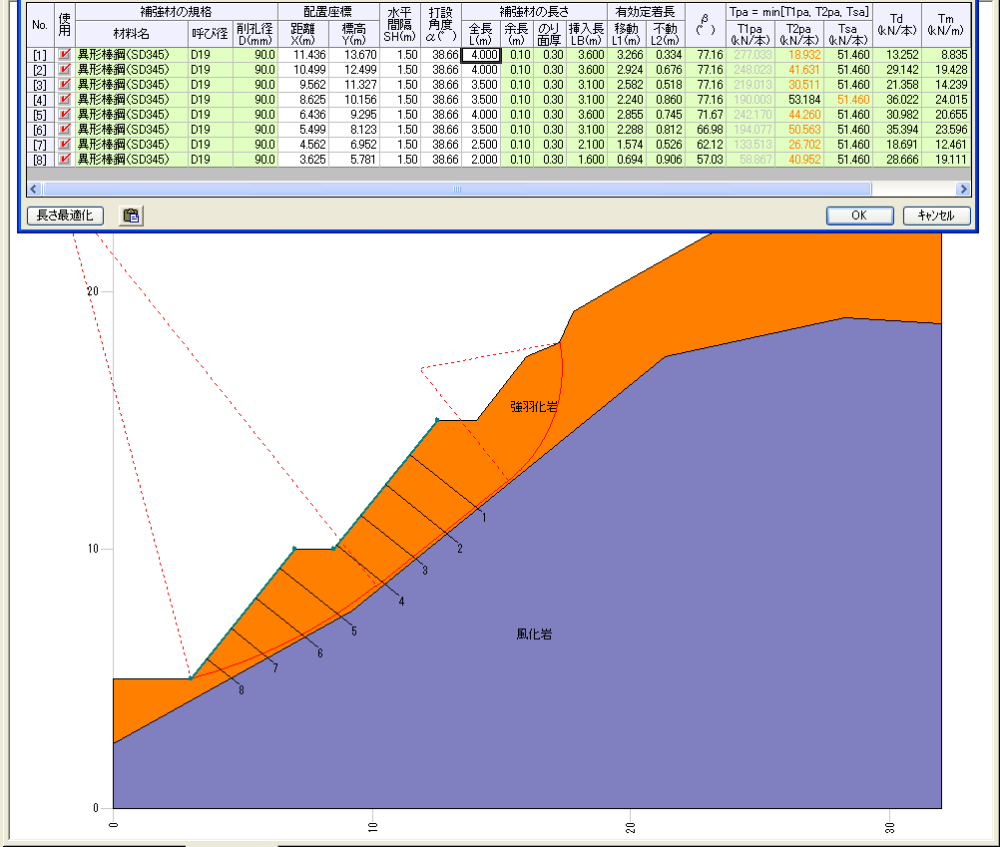 No.
使用
補強材の規格
配置座標
水平間隔 SH(m)
打設角度 α(°)
補強材の長さ
有効定着長
β (°)
Tpa = min[T1pa, T2pa, Tsa]
Td (kN/本)
Tm (kN/m)
材料名 呼び径 削孔径 D(mm) 距離 X(m) 標高 Y(m) 全長 L(m) 余長 (m) のり面厚 挿入長 LB(m) 移動 L1(m) 不動 L2(m) T1pa (kN/本) T2pa (kN/本) Tsa (kN/本)
[1] 異形棒鋼(SD345) D19 90.0 11.436 13.670 1.50 38.66 4.000 0.10 0.30 3.600 3.266 0.334 77.16 277.033 18.932 51.460 13.252 8.835
[2] 異形棒鋼(SD345) D19 90.0 10.499 12.499 1.50 38.66 4.000 0.10 0.30 3.600 2.924 0.676 77.16 248.023 41.631 51.460 29.142 19.428
[3] 異形棒鋼(SD345) D19 90.0 9.562 11.327 1.50 38.66 3.500 0.10 0.30 3.100 2.582 0.518 77.16 219.013 30.511 51.460 21.358 14.239
[4] 異形棒鋼(SD345) D19 90.0 8.625 10.156 1.50 38.66 3.500 0.10 0.30 3.100 2.240 0.860 77.16 190.003 53.184 51.460 36.022 24.015
[5] 異形棒鋼(SD345) D19 90.0 6.436 9.295 1.50 38.66 4.000 0.10 0.30 3.600 2.855 0.745 71.67 242.170 44.260 51.460 30.982 20.655
[6] 異形棒鋼(SD345) D19 90.0 5.499 8.123 1.50 38.66 3.500 0.10 0.30 3.100 2.288 0.812 66.98 194.077 50.563 51.460 35.394 23.596
[7] 異形棒鋼(SD345) D19 90.0 4.562 6.952 1.50 38.66 2.500 0.10 0.30 2.100 1.574 0.526 62.12 133.513 26.702 51.460 18.691 12.461
[8] 異形棒鋼(SD345) D19 90.0 3.625 5.781 1.50 38.66 2.000 0.10 0.30 1.600 0.694 0.906 57.03 58.867 40.952 51.460 28.666 19.111
長さ最適化
OK
キャンセル
20
強羽化岩
1
10
2
3
4
5
風化岩
6
7
8
0
0 10 20 30